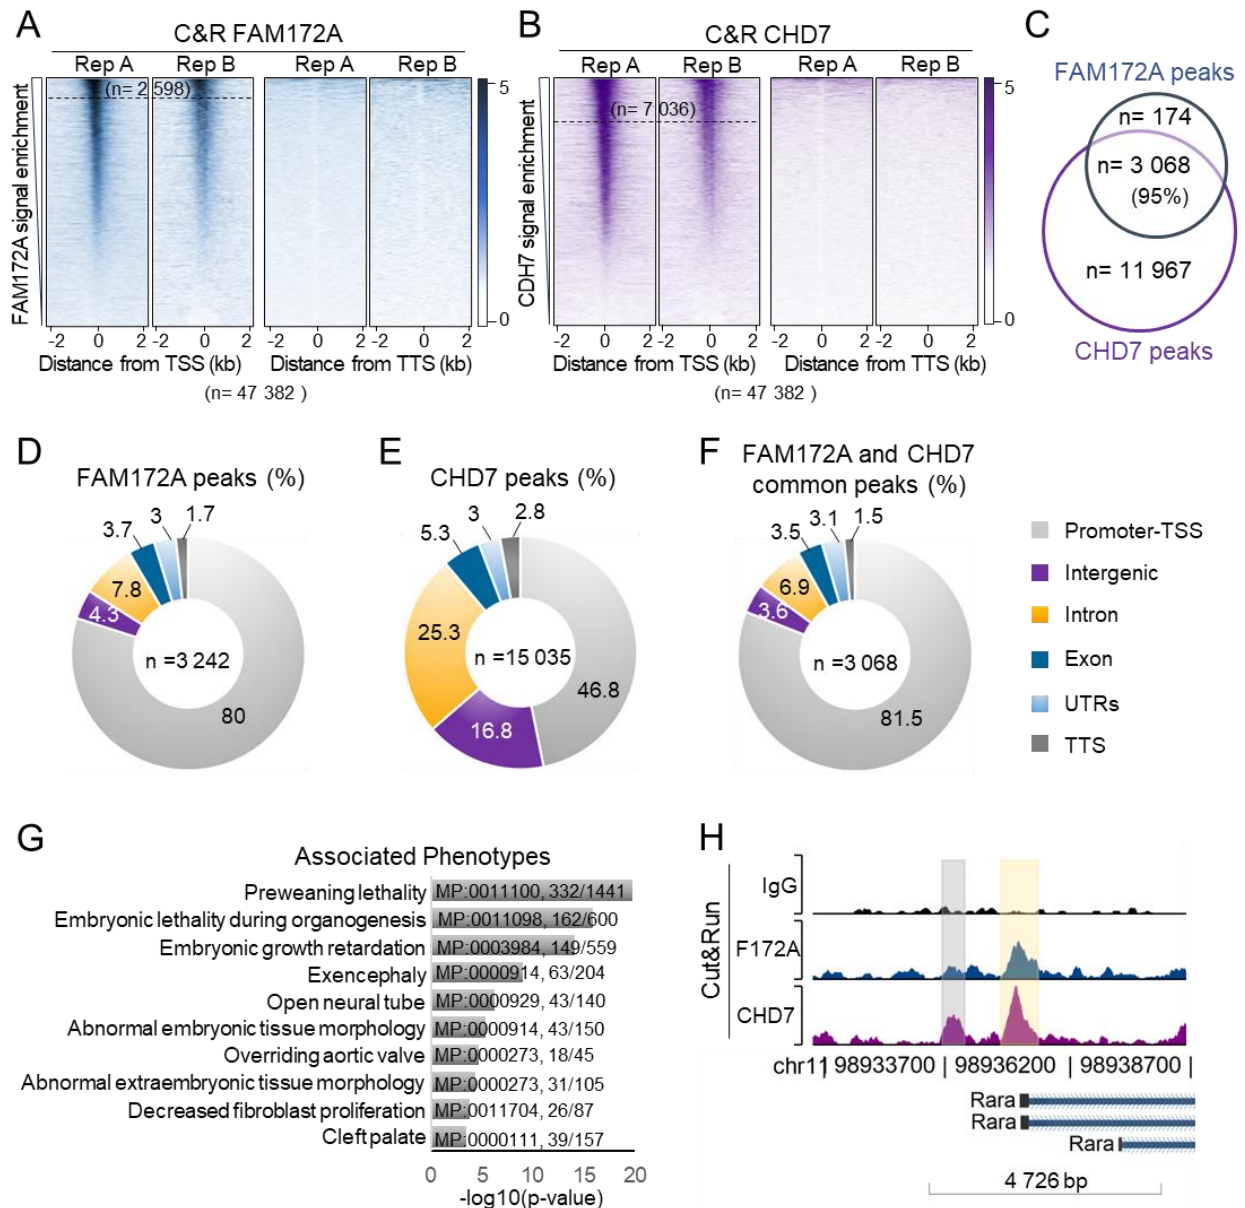 A
C&R FAM172A
Rep A
Rep B
Rep A
Rep B
(n= 2 598)
FAM172A signal enrichment
5
0
-2 0 2 -2 0 2 -2 0 2 -2 0 2
Distance from TSS (kb)
Distance from TTS (kb)
(n= 47 382 )
B
C&R CHD7
Rep A
Rep B
Rep A
Rep B
(n= 7 036)
CDH7 signal enrichment
5
0
-2 0 2 -2 0 2 -2 0 2 -2 0 2
Distance from TSS (kb)
Distance from TTS (kb)
(n= 47 382 )
C
FAM172A peaks
n= 174
n= 3 068
(95%)
n= 11 967
CHD7 peaks
D
FAM172A peaks (%)
3.7
3
1.7
7.8
4.3
n =3 242
80
E
CHD7 peaks (%)
5.3
3
2.8
25.3
n =15 035
46.8
16.8
F
FAM172A and CHD7
common peaks (%)
3.5
3.1
1.5
6.9
3.6
n =3 068
81.5
Promoter-TSS
Intergenic
Intron
Exon
UTRs
TTS
G
Associated Phenotypes
Preweaning lethality MP:0011100, 332/1441
Embryonic lethality during organogenesis MP:0011098, 162/600
Embryonic growth retardation MP:0003984, 149/559
Exencephaly MP:0000914, 63/204
Open neural tube MP:0000929, 43/140
Abnormal embryonic tissue morphology MP:0000914, 43/150
Overriding aortic valve MP:0000273, 18/45
Abnormal extraembryonic tissue morphology MP:0000273, 31/105
Decreased fibroblast proliferation MP:0011704, 26/87
Cleft palate MP:0000111, 39/157
0 5 10 15 20
-log10(p-value)
H
Cut&Run
IgG
F172A
CHD7
chr11 98933700 | 98936200 | 98938700 |
Rara
Rara
Rara
4 726 bp